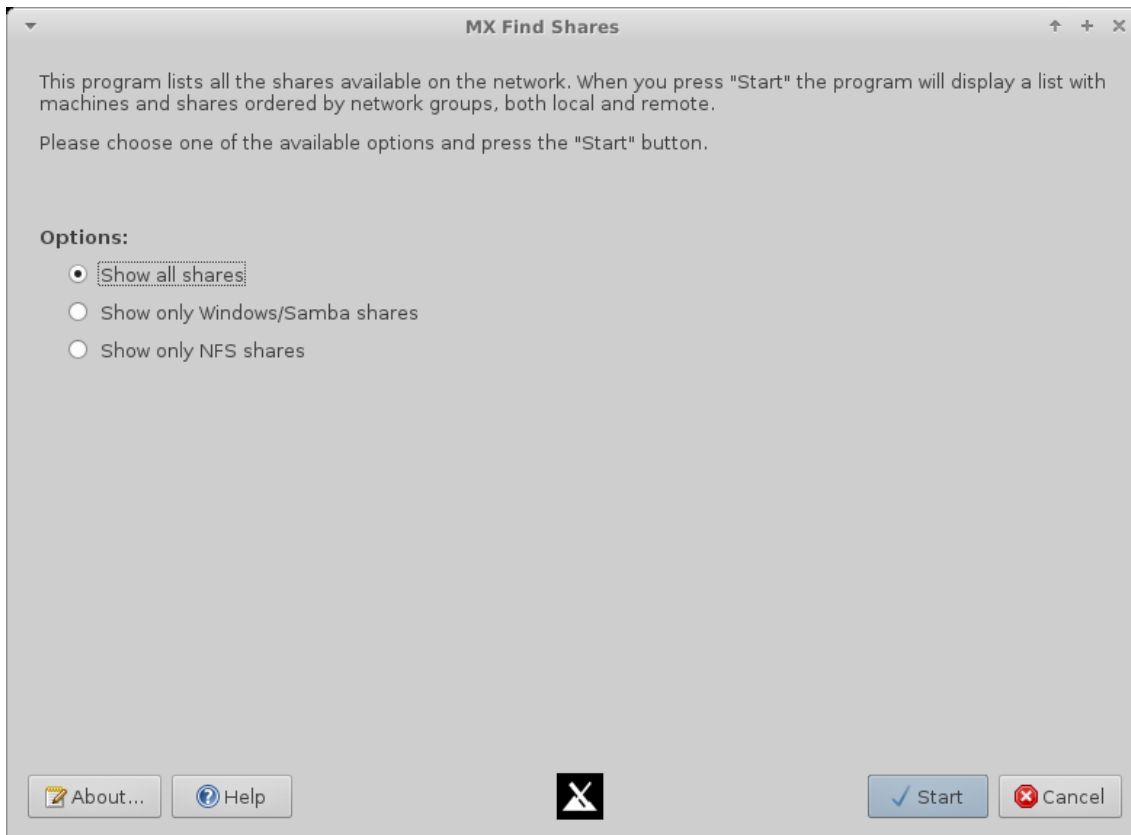 MX Find Shares
This program lists all the shares available on the network. When you press "Start" the program will display a list with
machines and shares ordered by network groups, both local and remote.
Please choose one of the available options and press the "Start" button.
Options:
Show all shares
Show only Windows/Samba shares
Show only NFS shares
About... Help Start Cancel